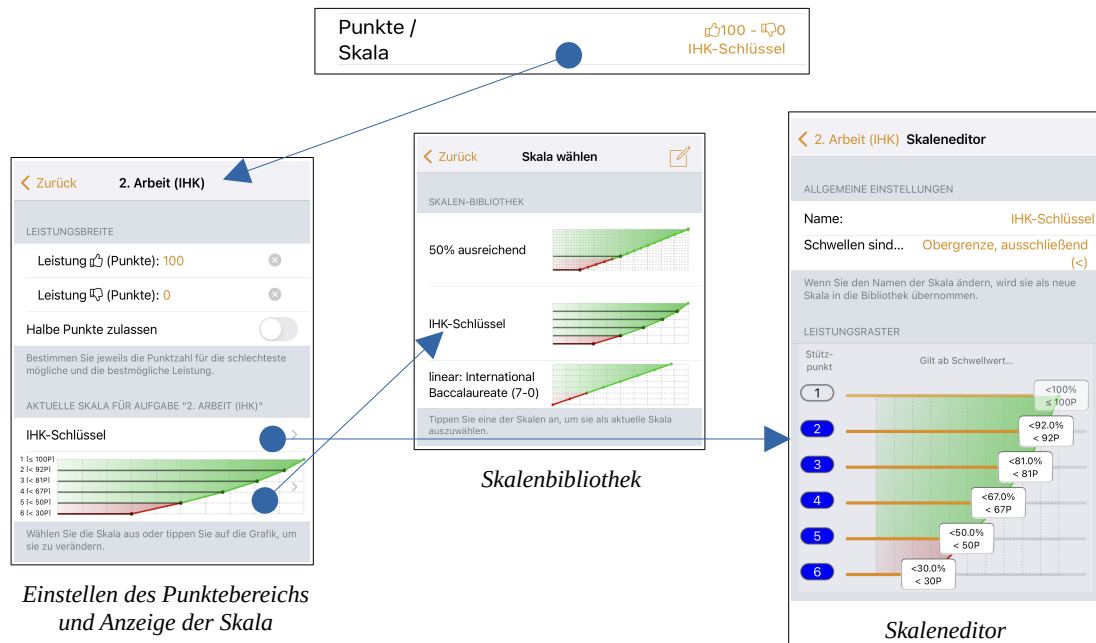 Punkte /
Skala
100 - 0
IHK-Schlüssel
Zurück
2. Arbeit (IHK)
LEISTUNGSBREITE
Leistung (Punkte): 100
Leistung (Punkte): 0
Halbe Punkte zulassen
Bestimmen Sie jeweils die Punktzahl für die schlechteste
mögliche und die bestmögliche Leistung.
AKTUELLE SKALA FÜR AUFGABE "2. ARBEIT (IHK)"
IHK-Schlüssel
1 [≤ 100P]
2 [< 92P]
3 [< 81P]
4 [< 67P]
5 [< 50P]
6 [< 30P]
Wählen Sie die Skala aus oder tippen Sie auf die Grafik, um
sie zu verändern.
Einstellen des Punktebereichs
und Anzeige der Skala
Zurück
Skala wählen
SKALEN-BIBLIOTHEK
50% ausreichend
IHK-Schlüssel
linear: International
Baccalaureate (7-0)
Tippen Sie eine der Skalen an, um sie als aktuelle Skala
auszuwählen.
Skalenbibliothek
2. Arbeit (IHK) Skaleneditor
ALLGEMEINE EINSTELLUNGEN
Name: IHK-Schlüssel
Schwellen sind... Obergrenze, ausschließend
(<)
Wenn Sie den Namen der Skala ändern, wird sie als neue
Skala in die Bibliothek übernommen.
LEISTUNGSRASTER
Stütz-
punkt
Gilt ab Schwellwert...
1
<100%
≤ 100P
2
<92.0%
< 92P
3
<81.0%
< 81P
4
<67.0%
< 67P
5
<50.0%
< 50P
6
<30.0%
< 30P
Skaleneditor